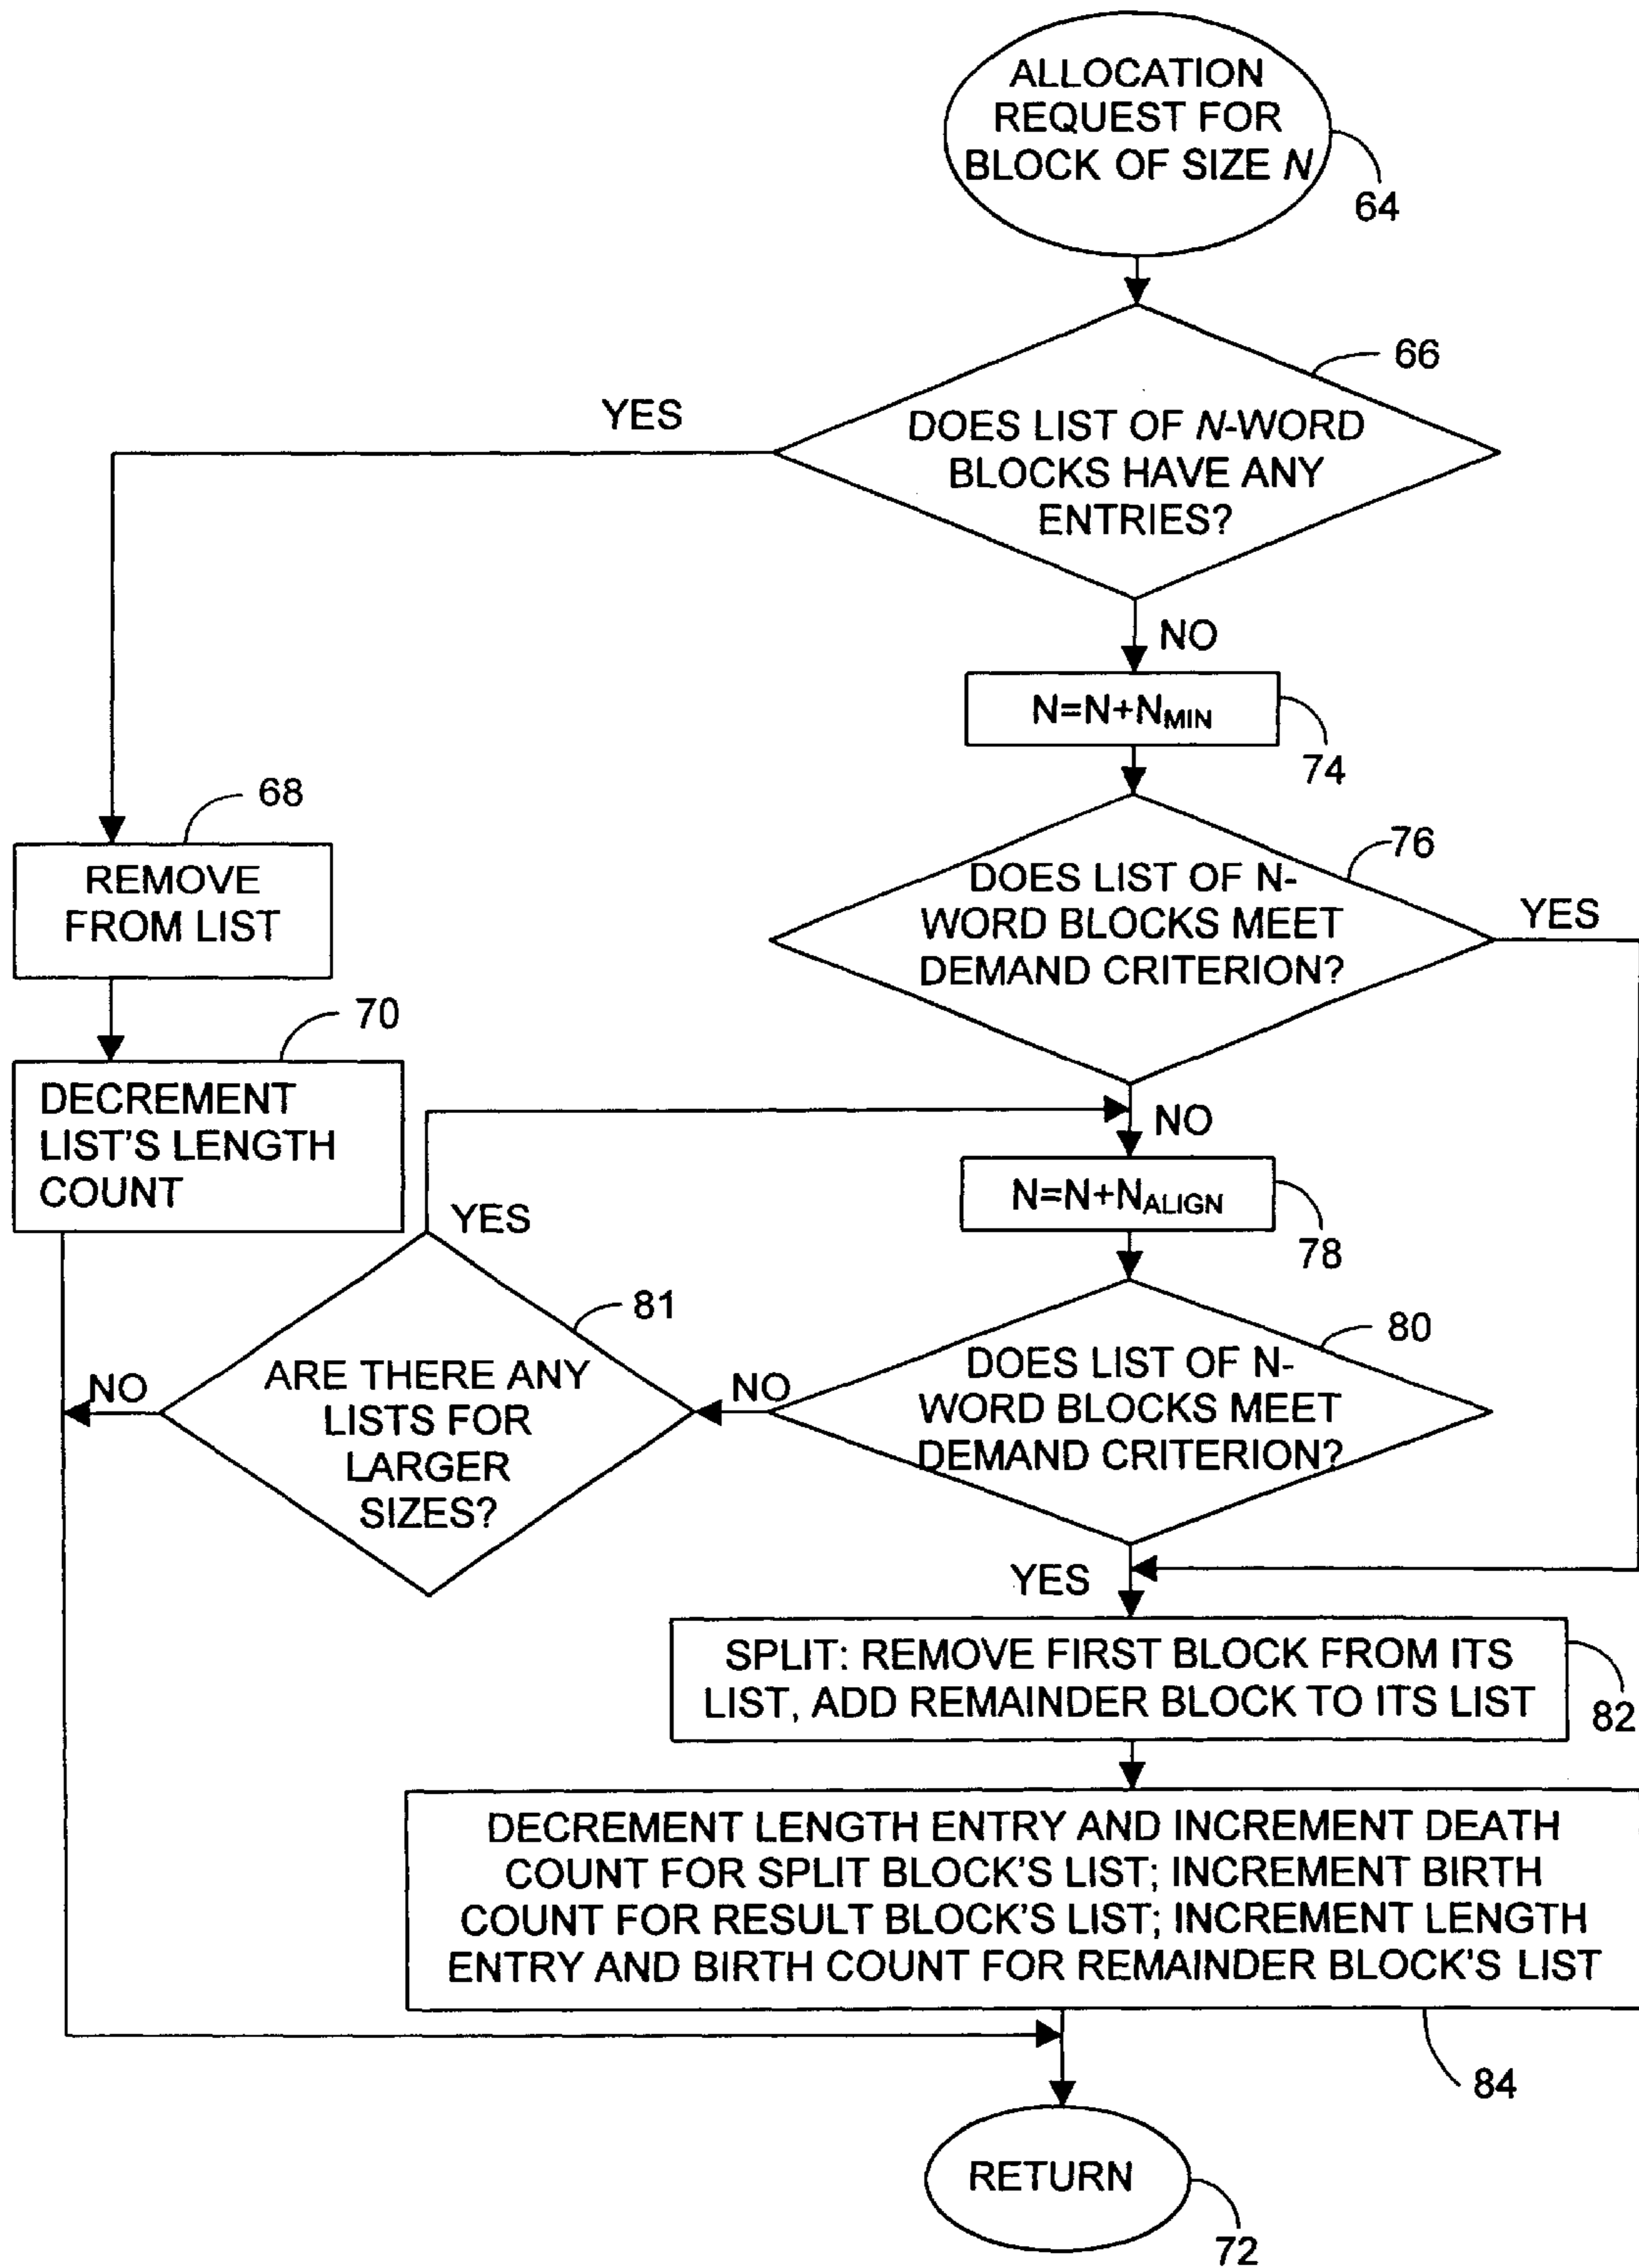 ALLOCATION
REQUEST FOR
BLOCK OF SIZE N
64
66
DOES LIST OF N-WORD
BLOCKS HAVE ANY
ENTRIES?
YES
NO
N=N+NMIN
74
68
REMOVE
FROM LIST
76
DOES LIST OF N-
WORD BLOCKS MEET
DEMAND CRITERION?
YES
70
DECREMENT
LIST'S LENGTH
COUNT
NO
N=N+NALIGN
78
YES
81
ARE THERE ANY
LISTS FOR
LARGER
SIZES?
NO
NO
80
DOES LIST OF N-
WORD BLOCKS MEET
DEMAND CRITERION?
YES
SPLIT: REMOVE FIRST BLOCK FROM ITS
LIST, ADD REMAINDER BLOCK TO ITS LIST
82
DECREMENT LENGTH ENTRY AND INCREMENT DEATH
COUNT FOR SPLIT BLOCK'S LIST; INCREMENT BIRTH
COUNT FOR RESULT BLOCK'S LIST; INCREMENT LENGTH
ENTRY AND BIRTH COUNT FOR REMAINDER BLOCK'S LIST
84
RETURN
72